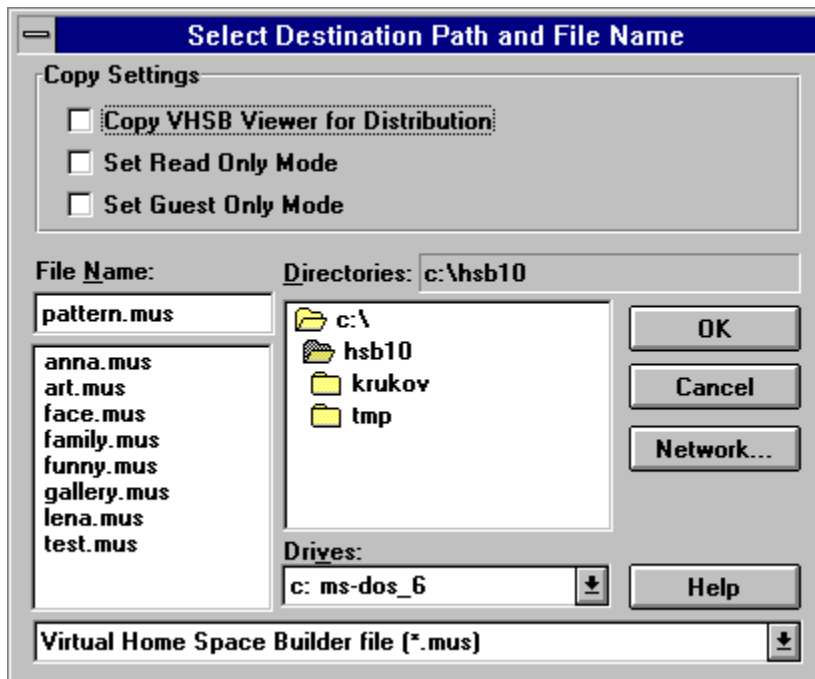 Select Destination Path and File Name
Copy Settings
Copy VHSB Viewer for Distribution
Set Read Only Mode
Set Guest Only Mode
File Name:
pattern.mus
anna.mus
art.mus
face.mus
family.mus
funny.mus
gallery.mus
lena.mus
test.mus
Directories: c:\hsb10
c:\
hsb10
krukov
tmp
Drives:
c: ms-dos_6
OK
Cancel
Network...
Help
Virtual Home Space Builder file (*.mus)